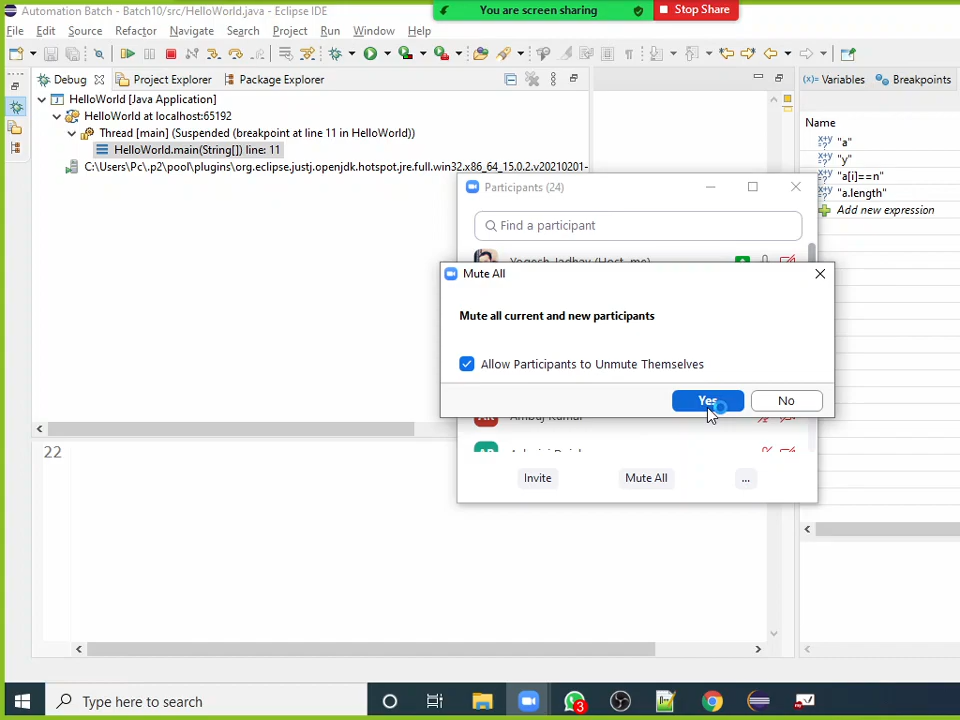 Automation Batch - Batch10/src/HelloWorld.java - Eclipse IDE
You are screen sharing
Stop Share
File Edit Source Refactor Navigate Search Project Run Window Help
Debug Project Explorer Package Explorer
(x)= Variables Breakpoints
HelloWorld [Java Application]
HelloWorld at localhost:65192
Thread [main] (Suspended (breakpoint at line 11 in HelloWorld))
HelloWorld.main(String[]) line: 11
C:\Users\Pc\.p2\pool\plugins\org.eclipse.justj.openjdk.hotspot.jre.full.win32.x86_64_15.0.2.v20210201-
Name
"a"
"y"
"a[i]==n"
"a.length"
Add new expression
Participants (24)
Find a participant
Yogesh Jadhav (Host, me)
Mute All
Mute all current and new participants
Allow Participants to Unmute Themselves
Yes No
Ambuj Kumar
Invite Mute All ...
22
Type here to search
3